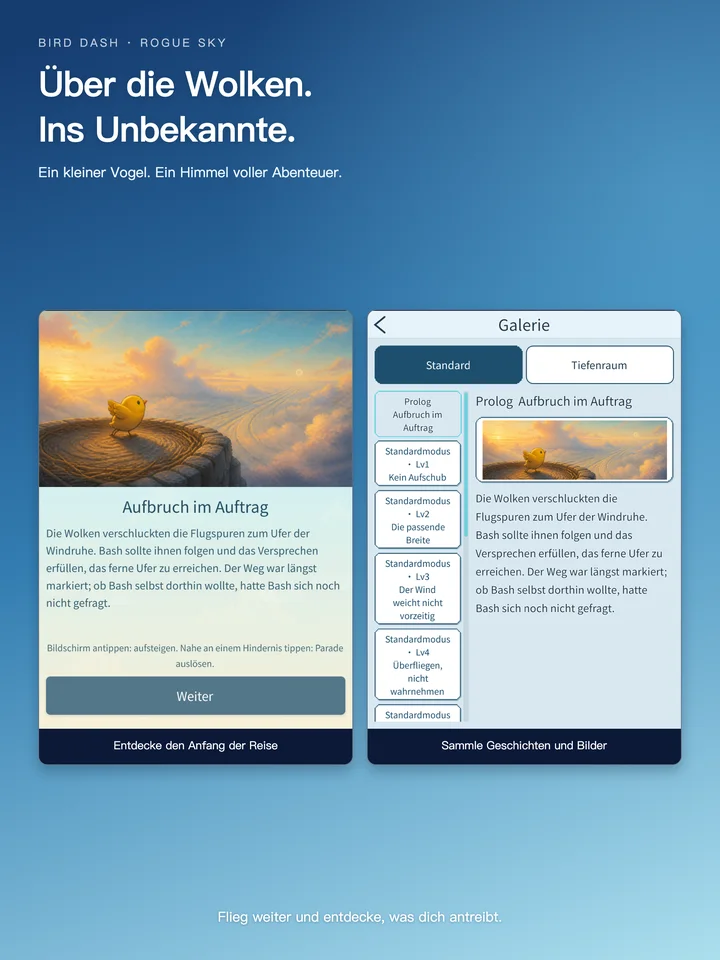 BIRD DASH · ROGUE SKY
Über die Wolken.
Ins Unbekannte.
Ein kleiner Vogel. Ein Himmel voller Abenteuer.
Aufbruch im Auftrag
Die Wolken verschluckten die Flugspuren zum Ufer der
Windruhe. Bash sollte ihnen folgen und das Versprechen
erfüllen, das ferne Ufer zu erreichen. Der Weg war längst
markiert; ob Bash selbst dorthin wollte, hatte Bash sich noch
nicht gefragt.
Bildschirm antippen: aufsteigen. Nahe an einem Hindernis tippen: Parade
auslösen.
Weiter
Entdecke den Anfang der Reise
Galerie
Standard
Tiefenraum
Prolog
Aufbruch im
Auftrag
Standardmodus
· Lv1
Kein Aufschub
Standardmodus
· Lv2
Die passende
Breite
Standardmodus
· Lv3
Der Wind
weicht nicht
vorzeitig
Standardmodus
· Lv4
Überfliegen,
nicht
wahrnehmen
Standardmodus
Prolog Aufbruch im Auftrag
Die Wolken verschluckten die
Flugspuren zum Ufer der Windruhe.
Bash sollte ihnen folgen und das
Versprechen erfüllen, das ferne Ufer zu
erreichen. Der Weg war längst markiert;
ob Bash selbst dorthin wollte, hatte
Bash sich noch nicht gefragt.
Sammle Geschichten und Bilder
Flieg weiter und entdecke, was dich antreibt.